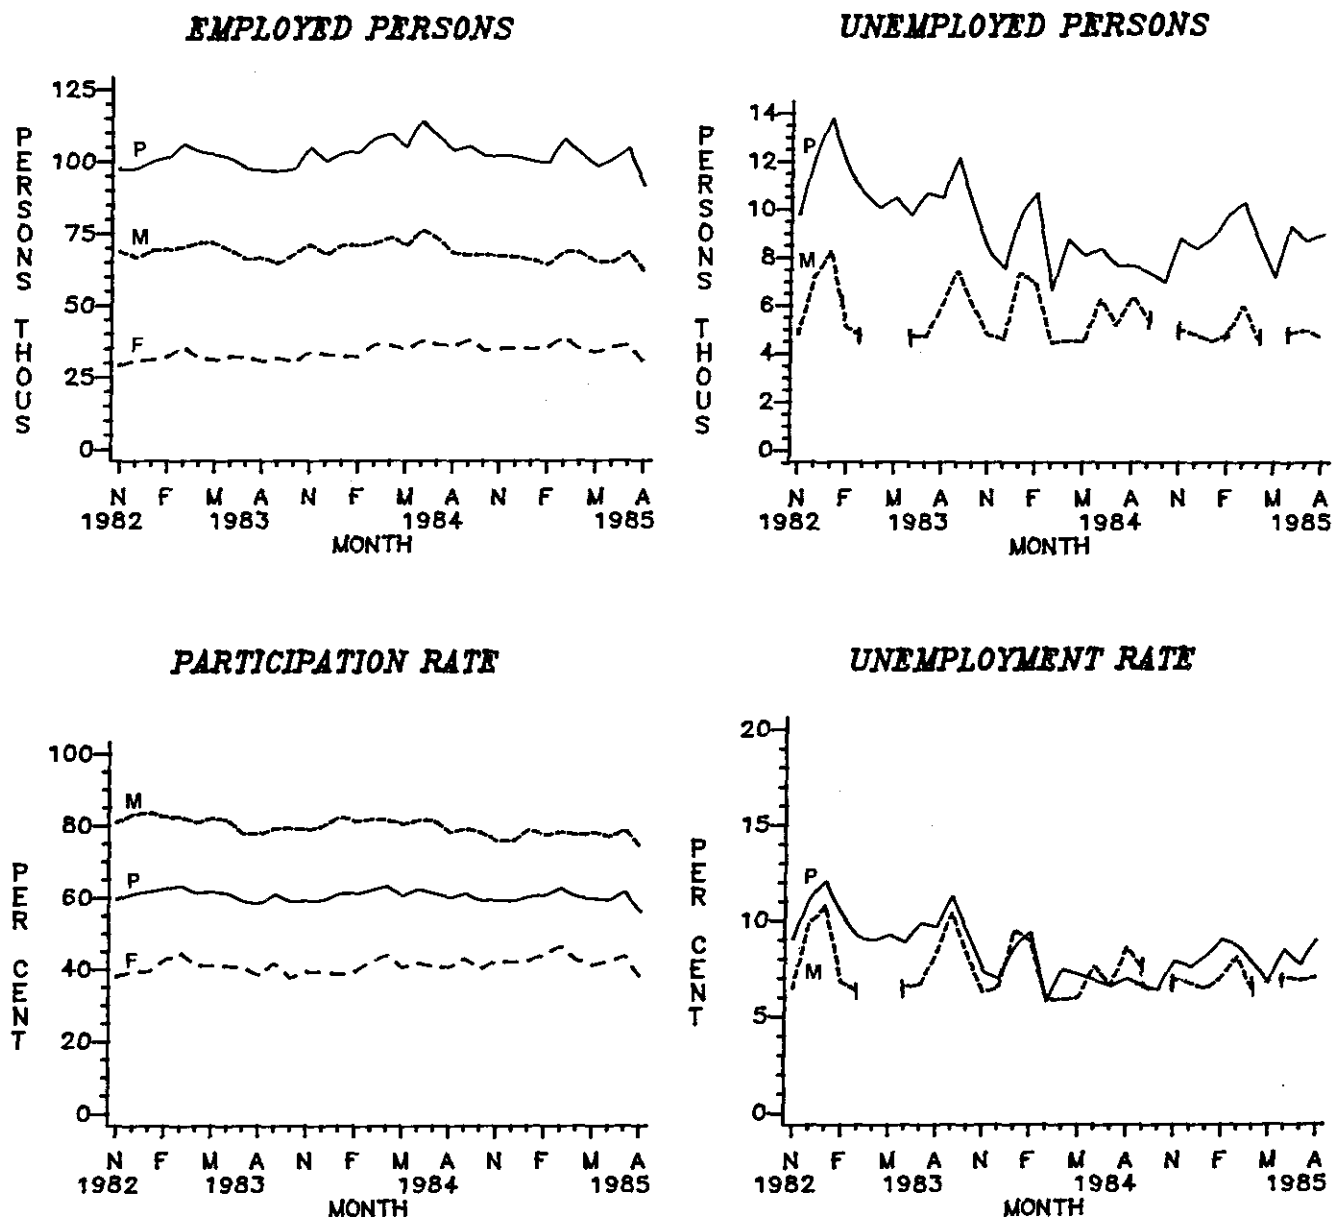 EMPLOYED PERSONS
PERSONS THOUS
125
100
75
50
25
0
P
M
F
N F M A N F M A N F M A
1982 1983 1984 1985
MONTH
UNEMPLOYED PERSONS
PERSONS THOUS
14
12
10
8
6
4
2
0
P
M
N F M A N F M A N F M A
1982 1983 1984 1985
MONTH
PARTICIPATION RATE
PER CENT
100
80
60
40
20
0
M
P
F
N F M A N F M A N F M A
1982 1983 1984 1985
MONTH
UNEMPLOYMENT RATE
PER CENT
20
15
10
5
0
P
M
N F M A N F M A N F M A
1982 1983 1984 1985
MONTH